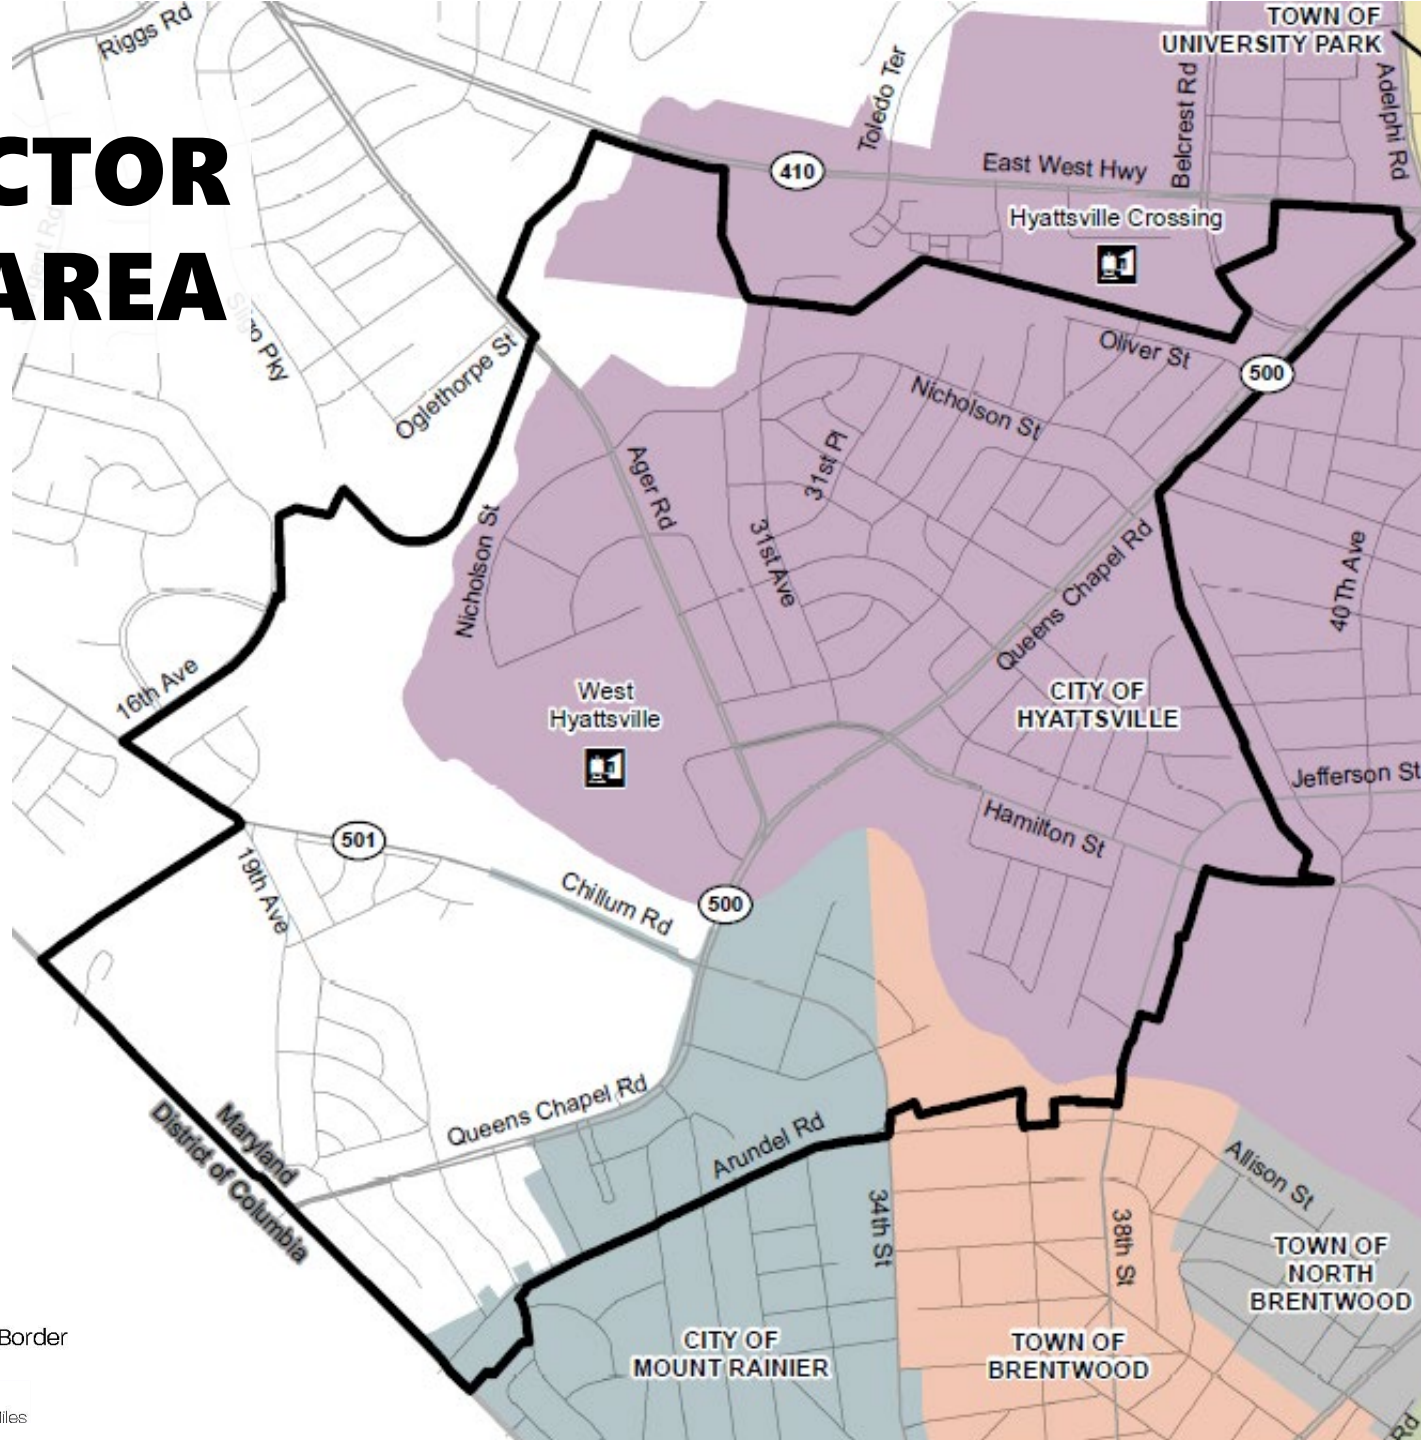 Riggs Rd
TOWN OF
UNIVERSITY PARK
Toledo Ter
Belcrest Rd
Adelphi Rd
CTOR
AREA
410
East West Hwy
Hyattsville Crossing
Pky
Oglethorpe St
Oliver St
500
Nicholson St
31st Pl
Ager Rd
Nicholson St
31st Ave
Queens Chapel Rd
40Th Ave
16th Ave
West
Hyattsville
CITY OF
HYATTSVILLE
Jefferson St
Hamilton St
501
19th Ave
Chillum Rd
500
Queens Chapel Rd
Maryland
District of Columbia
Arundel Rd
34th St
38th St
Allison St
TOWN OF
NORTH
BRENTWOOD
CITY OF
MOUNT RAINIER
TOWN OF
BRENTWOOD
Border
Rd